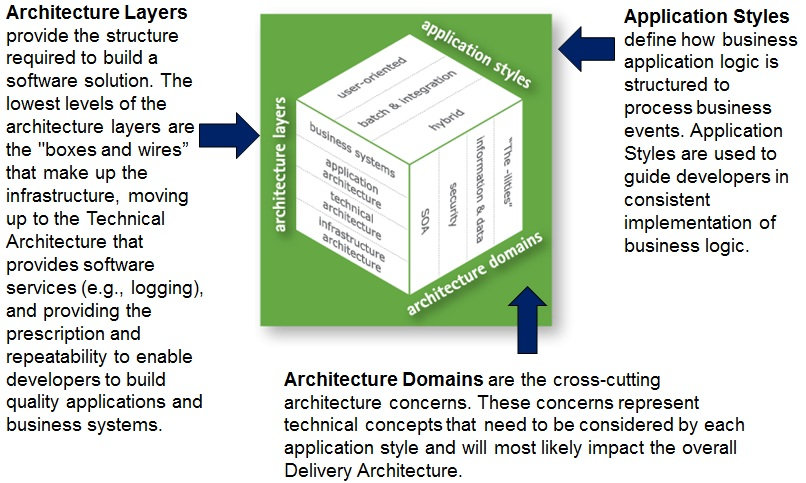 Architecture Layers
provide the structure
required to build a
software solution. The
lowest levels of the
architecture layers are
the "boxes and wires”
that make up the
infrastructure, moving
up to the Technical
Architecture that
provides software
services (e.g., logging),
and providing the
prescription and
repeatability to enable
developers to build
quality applications and
business systems.
application styles
user-oriented
batch & integration
hybrid
architecture layers
business systems
application
architecture
technical
architecture
infrastructure
architecture
SOA
security
information & data
"The -ilities"
architecture domains
Application Styles
define how business
application logic is
structured to
process business
events. Application
Styles are used to
guide developers in
consistent
implementation of
business logic.
Architecture Domains are the cross-cutting
architecture concerns. These concerns represent
technical concepts that need to be considered by each
application style and will most likely impact the overall
Delivery Architecture.